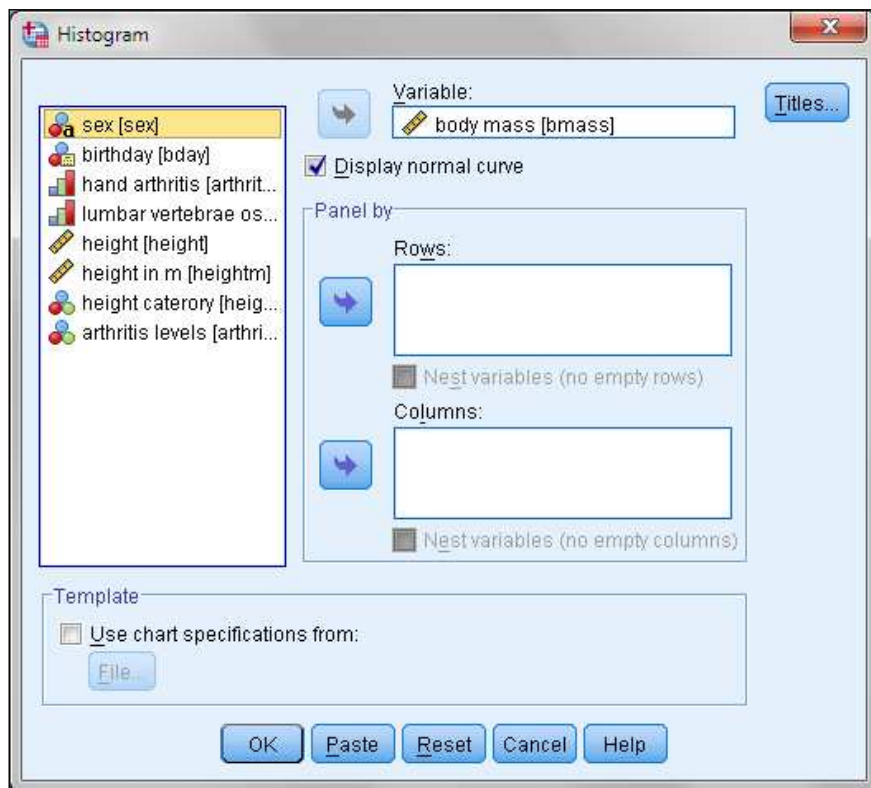 Histogram
Variable:
body mass [bmass]
Titles...
sex [sex]
birthday [bday]
hand arthritis [arthrit...
lumbar vertebrae os...
height [height]
height in m [heightm]
height caterory [heig...
arthritis levels [arthri...
Display normal curve
Panel by
Rows:
Nest variables (no empty rows)
Columns:
Nest variables (no empty columns)
Template
Use chart specifications from:
File...
OK
Paste
Reset
Cancel
Help